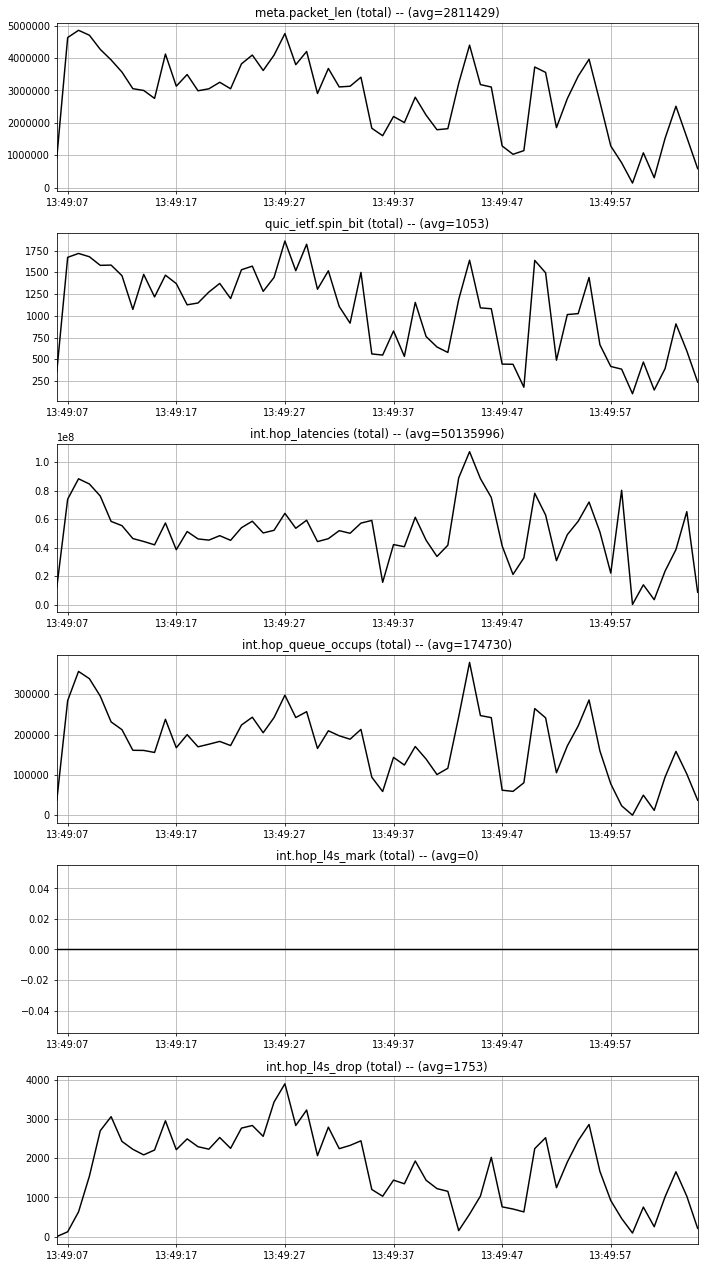 meta.packet_len (total) -- (avg=2811429)
5000000
4000000
3000000
2000000
1000000
0
13:49:07 13:49:17 13:49:27 13:49:37 13:49:47 13:49:57
quic_ietf.spin_bit (total) -- (avg=1053)
1750
1500
1250
1000
750
500
250
13:49:07 13:49:17 13:49:27 13:49:37 13:49:47 13:49:57
int.hop_latencies (total) -- (avg=50135996)
1e8
1.0
0.8
0.6
0.4
0.2
0.0
13:49:07 13:49:17 13:49:27 13:49:37 13:49:47 13:49:57
int.hop_queue_occups (total) -- (avg=174730)
300000
200000
100000
0
13:49:07 13:49:17 13:49:27 13:49:37 13:49:47 13:49:57
int.hop_l4s_mark (total) -- (avg=0)
0.04
0.02
0.00
−0.02
−0.04
13:49:07 13:49:17 13:49:27 13:49:37 13:49:47 13:49:57
int.hop_l4s_drop (total) -- (avg=1753)
4000
3000
2000
1000
0
13:49:07 13:49:17 13:49:27 13:49:37 13:49:47 13:49:57